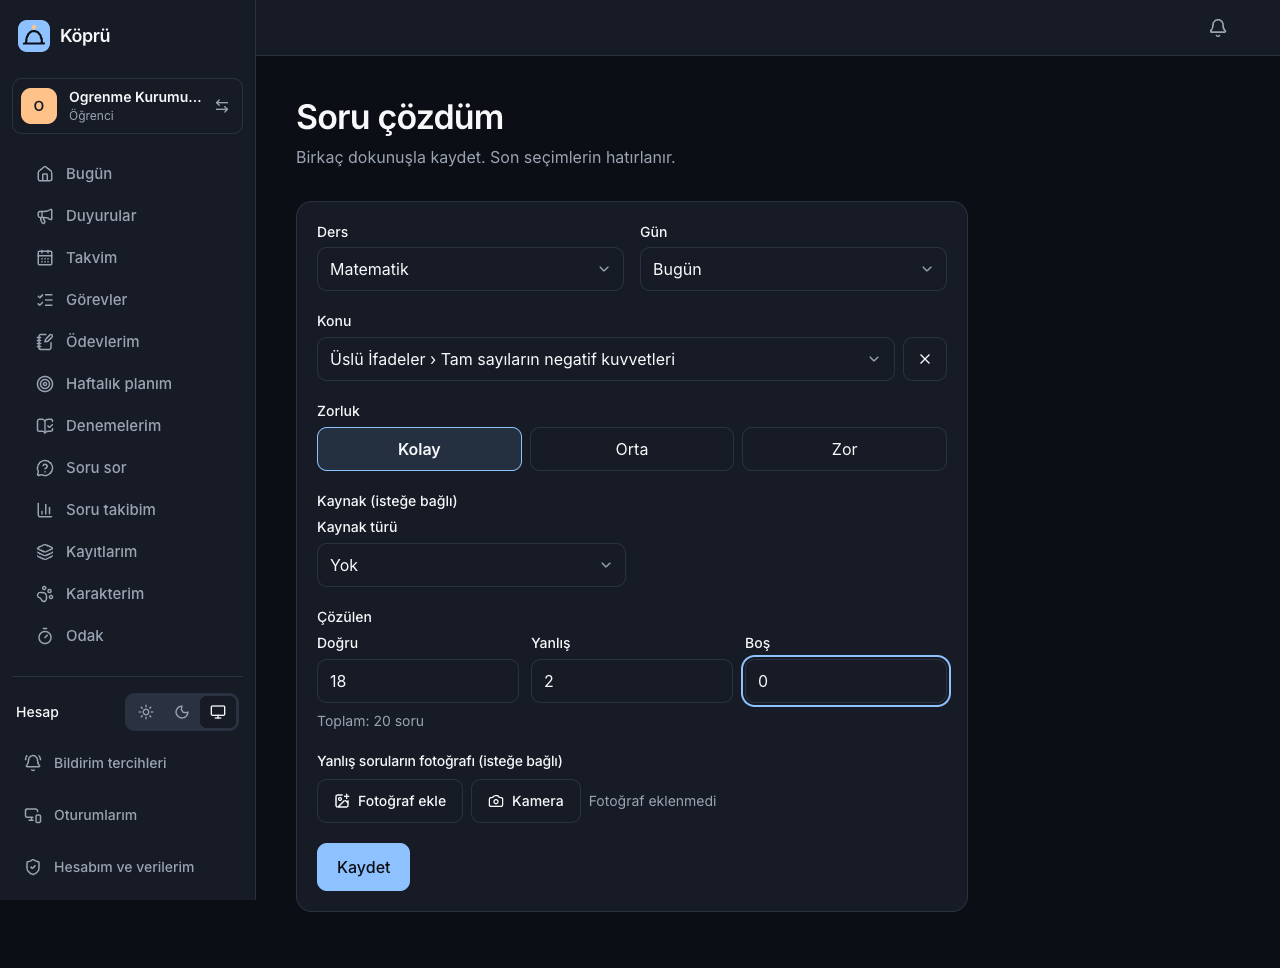 Köprü
O
Ogrenme Kurumu...
Öğrenci
Bugün
Duyurular
Takvim
Görevler
Ödevlerim
Haftalık planım
Denemelerim
Soru sor
Soru takibim
Kayıtlarım
Karakterim
Odak
Hesap
Bildirim tercihleri
Oturumlarım
Hesabım ve verilerim
Soru çözdüm
Birkaç dokunuşla kaydet. Son seçimlerin hatırlanır.
Ders
Gün
Matematik
Bugün
Konu
Üslü İfadeler › Tam sayıların negatif kuvvetleri
Zorluk
Kolay
Orta
Zor
Kaynak (isteğe bağlı)
Kaynak türü
Yok
Çözülen
Doğru
Yanlış
Boş
18
2
0
Toplam: 20 soru
Yanlış soruların fotoğrafı (isteğe bağlı)
Fotoğraf ekle
Kamera
Fotoğraf eklenmedi
Kaydet